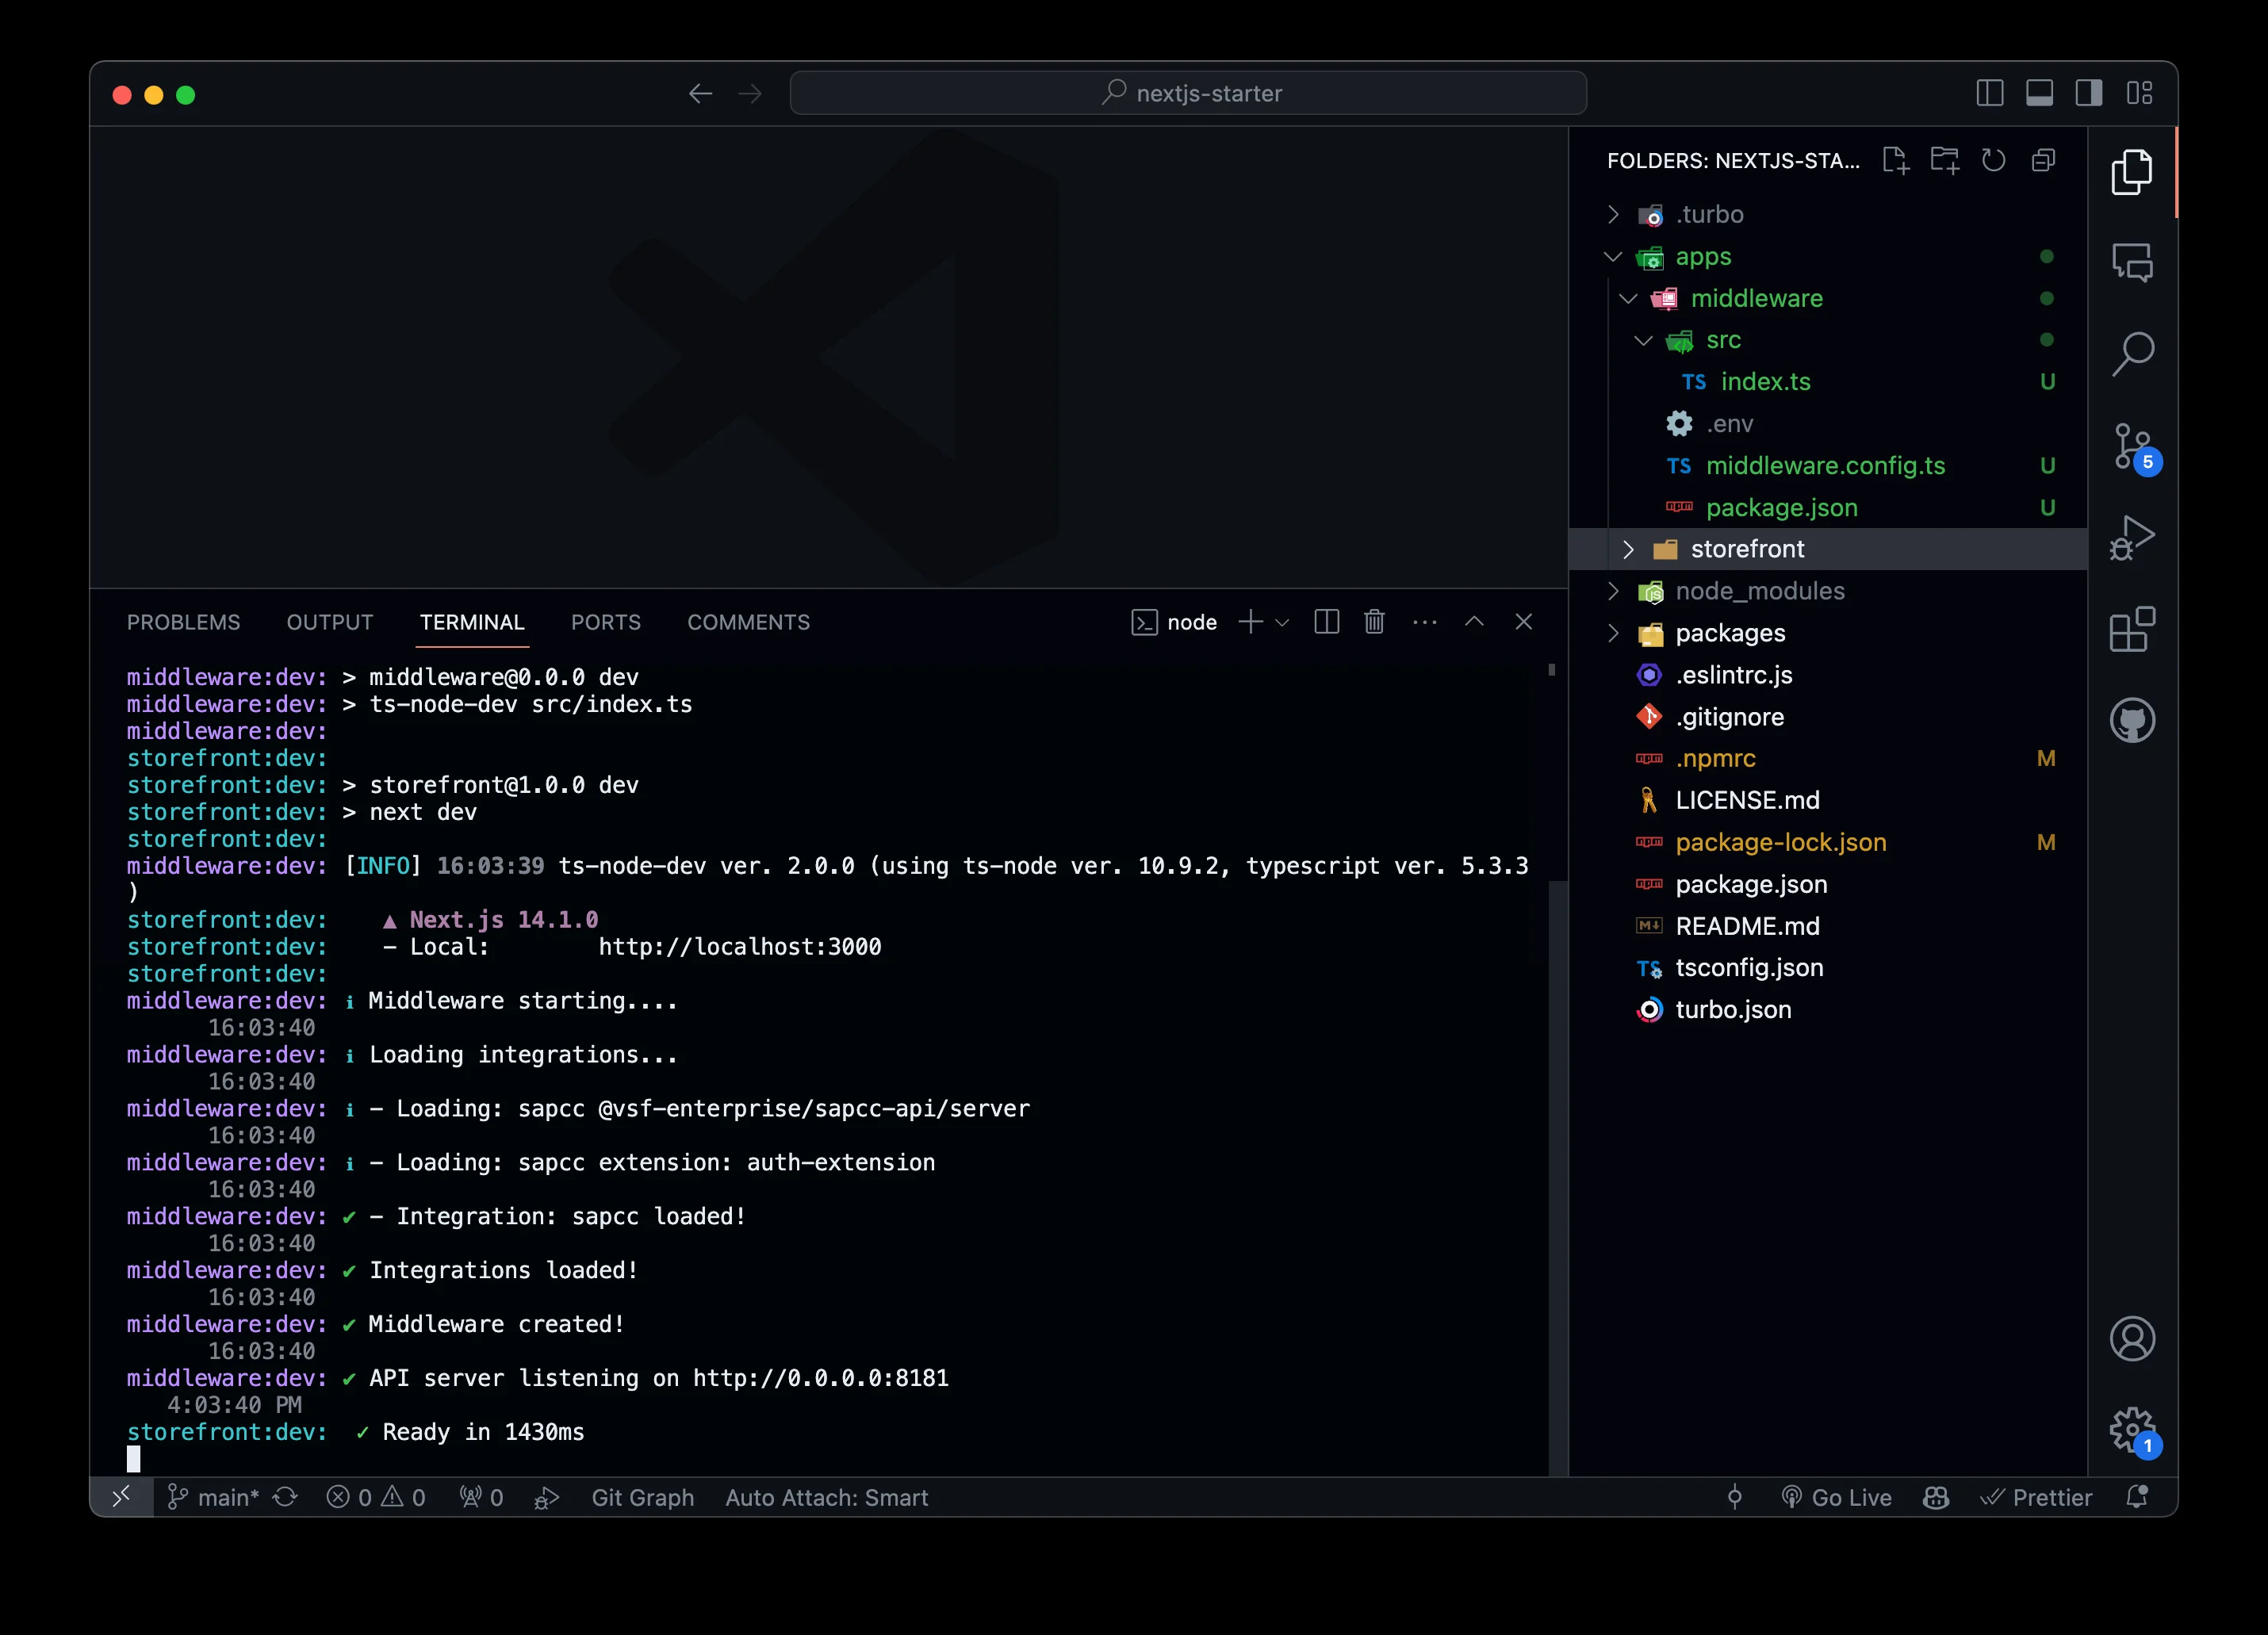 nextjs-starter
FOLDERS: NEXTJS-STA...
.turbo
apps
middleware
src
TS index.ts U
.env
TS middleware.config.ts U
package.json U
storefront
node_modules
packages
.eslintrc.js
.gitignore
.npmrc M
LICENSE.md
package-lock.json M
package.json
README.md
TS tsconfig.json
turbo.json
5
1
PROBLEMS OUTPUT TERMINAL PORTS COMMENTS node
middleware:dev: > middleware@0.0.0 dev
middleware:dev: > ts-node-dev src/index.ts
middleware:dev:
storefront:dev:
storefront:dev: > storefront@1.0.0 dev
storefront:dev: > next dev
storefront:dev:
middleware:dev: [INFO] 16:03:39 ts-node-dev ver. 2.0.0 (using ts-node ver. 10.9.2, typescript ver. 5.3.3
)
storefront:dev: ▲ Next.js 14.1.0
storefront:dev: - Local: http://localhost:3000
storefront:dev:
middleware:dev: ℹ Middleware starting....
16:03:40
middleware:dev: ℹ Loading integrations...
16:03:40
middleware:dev: ℹ - Loading: sapcc @vsf-enterprise/sapcc-api/server
16:03:40
middleware:dev: ℹ - Loading: sapcc extension: auth-extension
16:03:40
middleware:dev: ✔ - Integration: sapcc loaded!
16:03:40
middleware:dev: ✔ Integrations loaded!
16:03:40
middleware:dev: ✔ Middleware created!
16:03:40
middleware:dev: ✔ API server listening on http://0.0.0.0:8181
4:03:40 PM
storefront:dev: ✓ Ready in 1430ms
main* 0 0 0 Git Graph Auto Attach: Smart Go Live Prettier